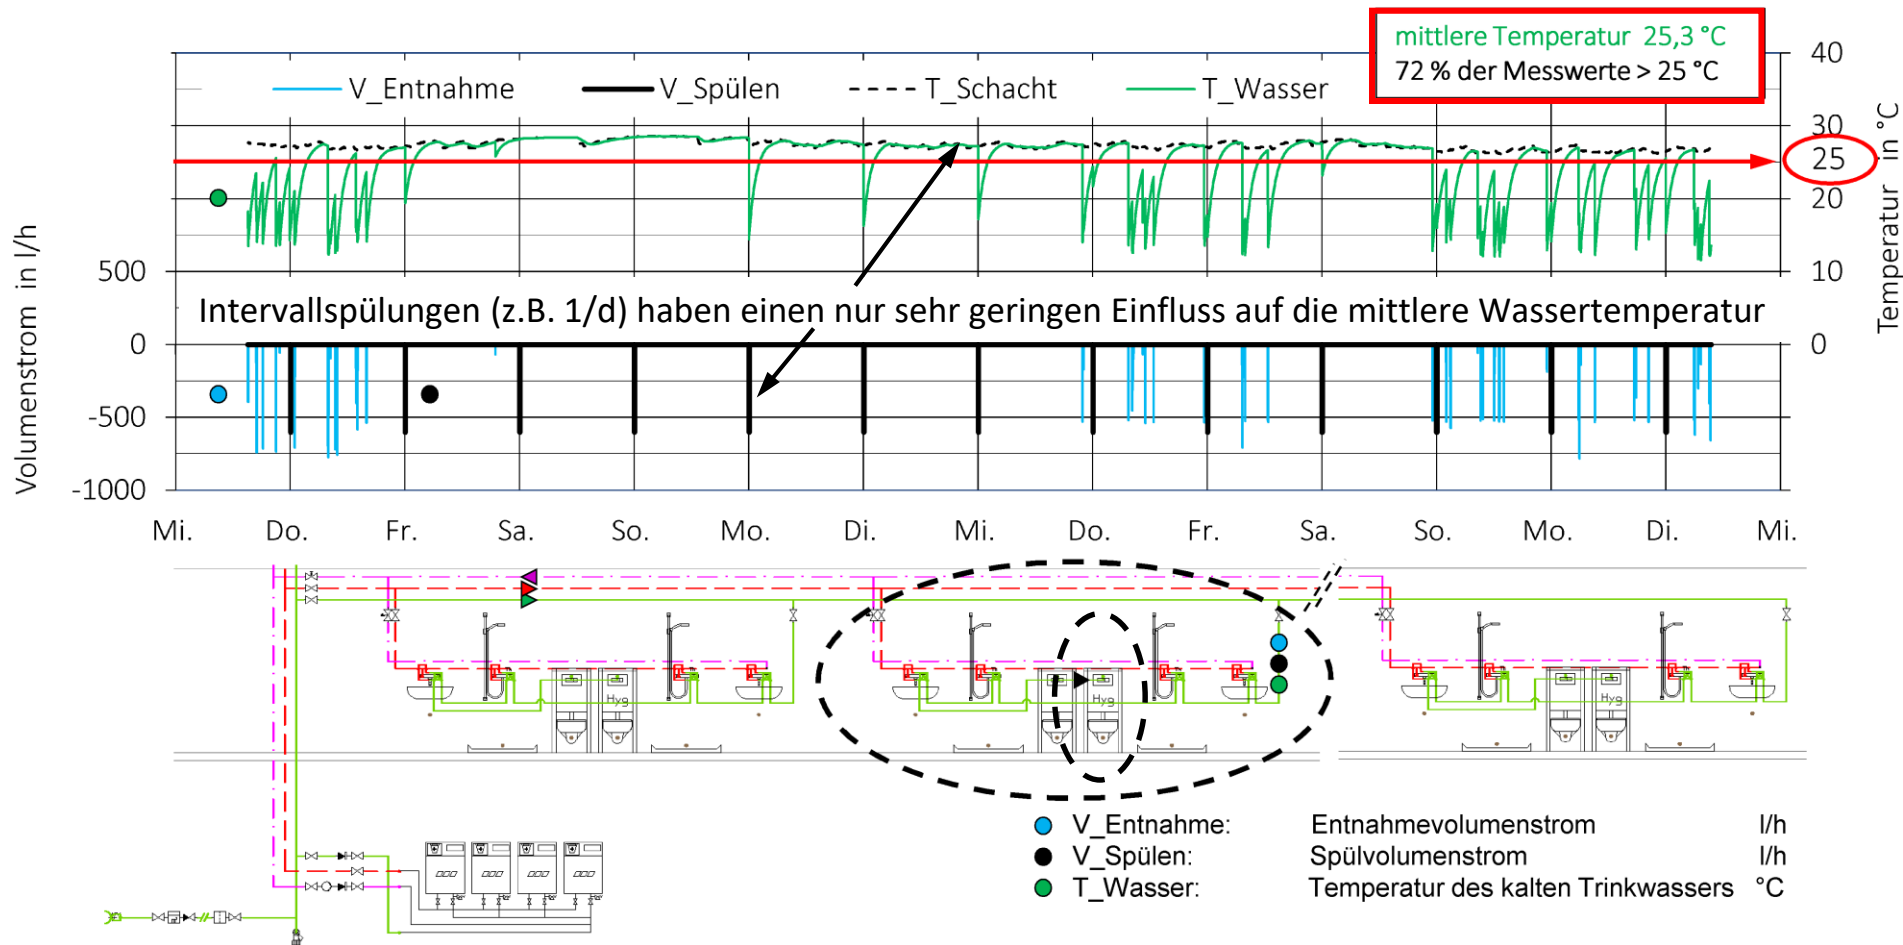 mittlere Temperatur 25,3 °C
72 % der Messwerte > 25 °C
V_Entnahme
V_Spülen
T_Schacht
T_Wasser
40
30
25
20
10
0
Temperatur in °C
Volumenstrom in l/h
500
0
-500
-1000
Intervallspülungen (z.B. 1/d) haben einen nur sehr geringen Einfluss auf die mittlere Wassertemperatur
Mi. Do. Fr. Sa. So. Mo. Di. Mi. Do. Fr. Sa. So. Mo. Di. Mi.
Hyg
Hyg
Hyg
V_Entnahme: Entnahmevolumenstrom l/h
V_Spülen: Spülvolumenstrom l/h
T_Wasser: Temperatur des kalten Trinkwassers °C